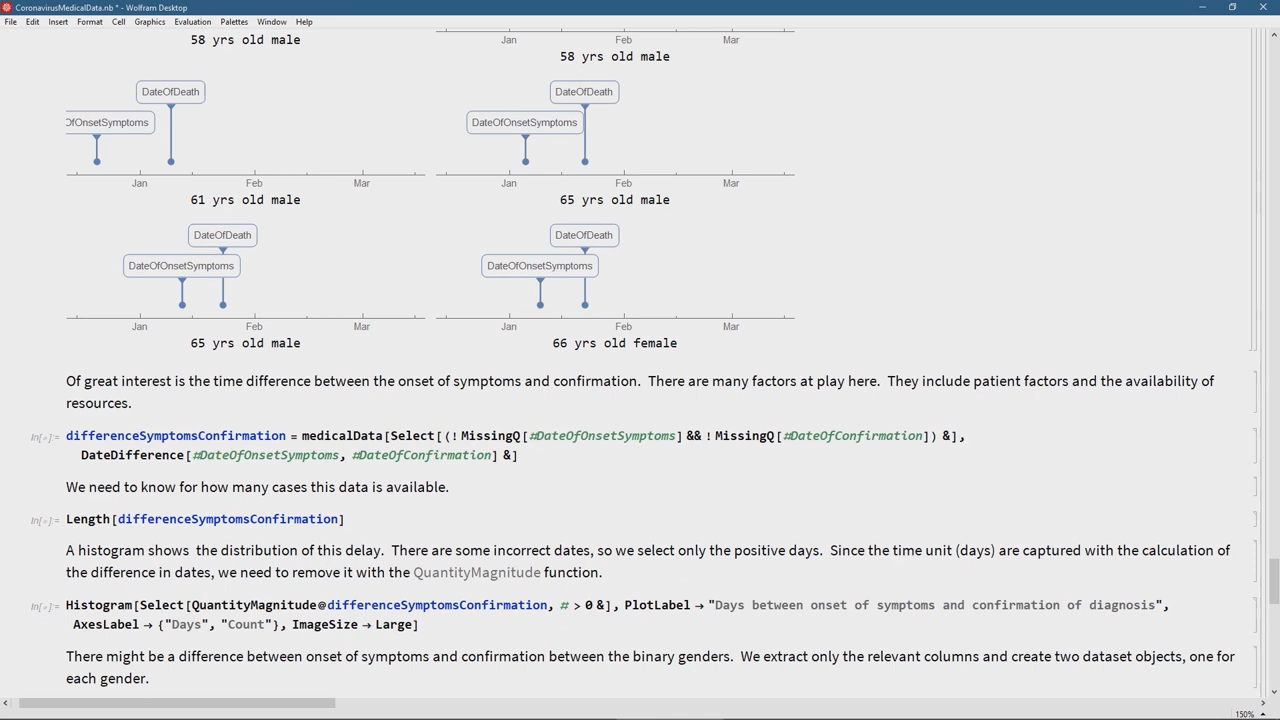 CoronavirusMedicalData.nb * - Wolfram Desktop
File Edit Insert Format Cell Graphics Evaluation Palettes Window Help
58 yrs old male
Jan Feb Mar
58 yrs old male
DateOfDeath
OfOnsetSymptoms
Jan Feb Mar
61 yrs old male
DateOfDeath
DateOfOnsetSymptoms
Jan Feb Mar
65 yrs old male
DateOfDeath
DateOfOnsetSymptoms
Jan Feb Mar
65 yrs old male
DateOfDeath
DateOfOnsetSymptoms
Jan Feb Mar
66 yrs old female
Of great interest is the time difference between the onset of symptoms and confirmation. There are many factors at play here. They include patient factors and the availability of
resources.
In[∘]:= differenceSymptomsConfirmation = medicalData[Select[(! MissingQ[#DateOfOnsetSymptoms] && ! MissingQ[#DateOfConfirmation]) &],
DateDifference[#DateOfOnsetSymptoms, #DateOfConfirmation] &]
We need to know for how many cases this data is available.
In[∘]:= Length[differenceSymptomsConfirmation]
A histogram shows the distribution of this delay. There are some incorrect dates, so we select only the positive days. Since the time unit (days) are captured with the calculation of
the difference in dates, we need to remove it with the QuantityMagnitude function.
In[∘]:= Histogram[Select[QuantityMagnitude@differenceSymptomsConfirmation, # > 0 &], PlotLabel → "Days between onset of symptoms and confirmation of diagnosis",
AxesLabel → {"Days", "Count"}, ImageSize → Large]
There might be a difference between onset of symptoms and confirmation between the binary genders. We extract only the relevant columns and create two dataset objects, one for
each gender.
150%